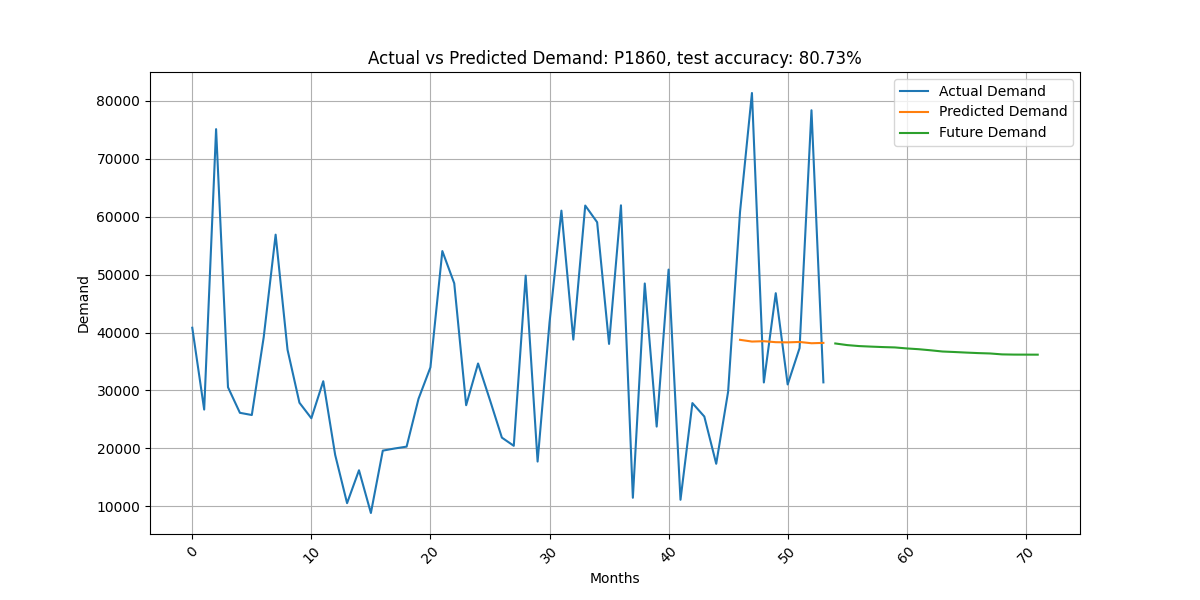 Actual vs Predicted Demand: P1860, test accuracy: 80.73%
Actual Demand
Predicted Demand
Future Demand
80000
70000
60000
50000
40000
30000
20000
10000
Demand
0
10
20
30
40
50
60
70
Months